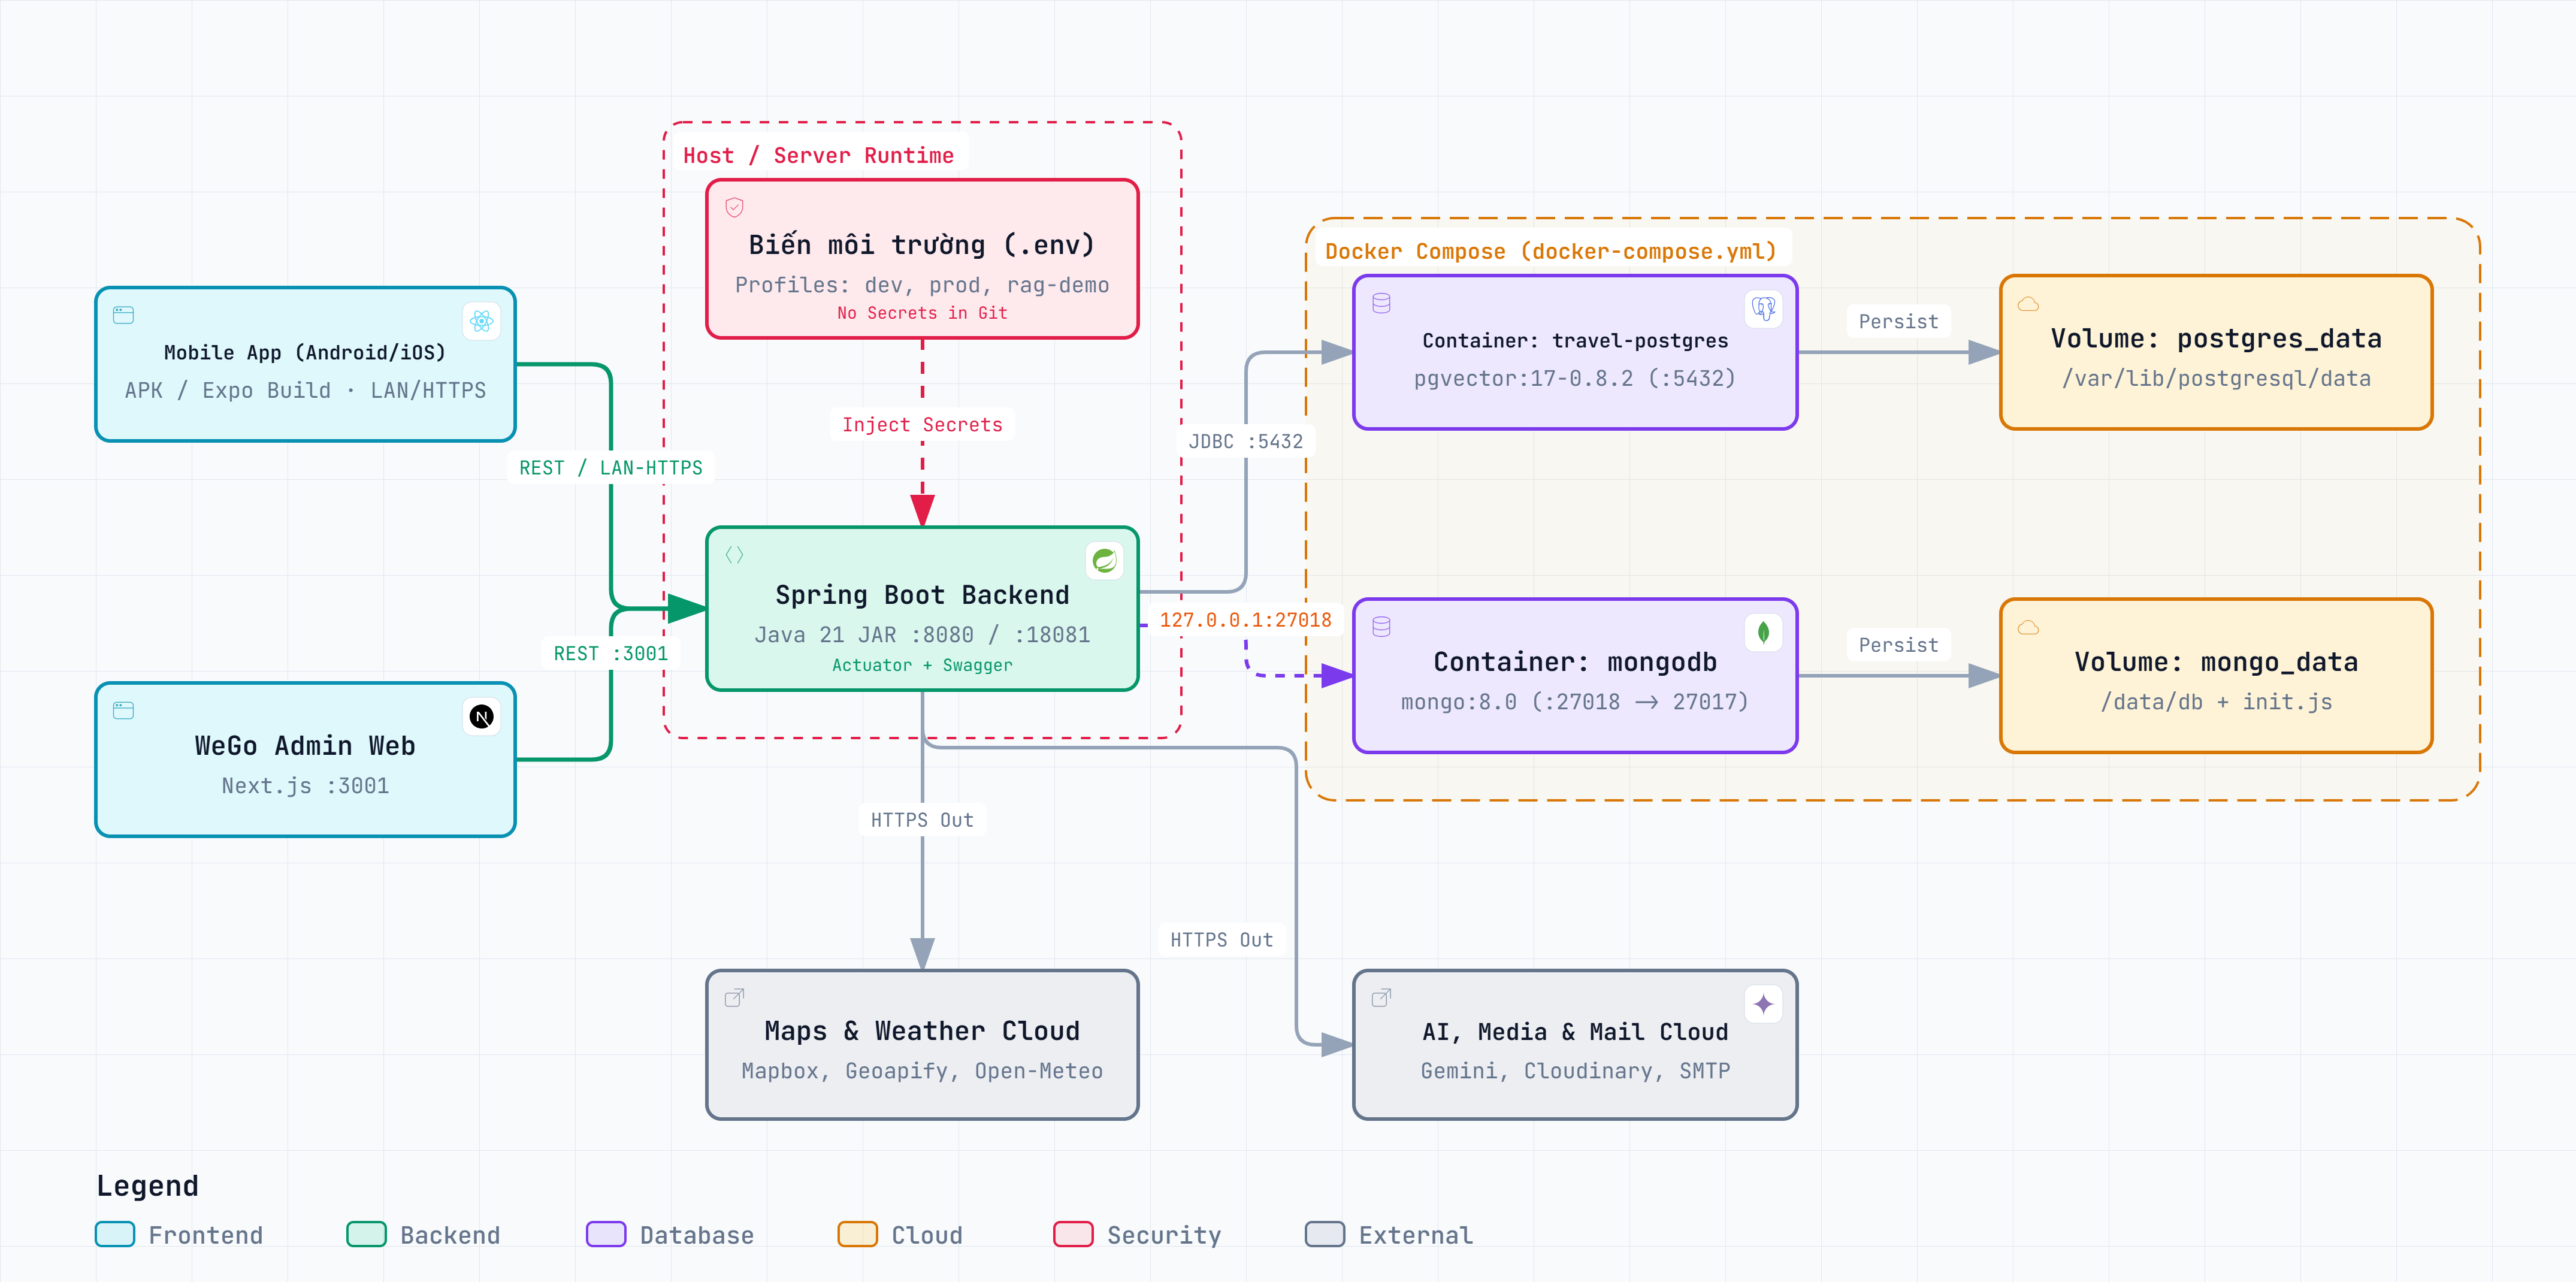 Host / Server Runtime
Biến môi trường (.env)
Profiles: dev, prod, rag-demo
No Secrets in Git
Docker Compose (docker-compose.yml)
Mobile App (Android/iOS)
APK / Expo Build · LAN/HTTPS
Container: travel-postgres
pgvector:17-0.8.2 (:5432)
Persist
Volume: postgres_data
/var/lib/postgresql/data
Inject Secrets
JDBC :5432
REST / LAN-HTTPS
Spring Boot Backend
Java 21 JAR :8080 / :18081
Actuator + Swagger
127.0.0.1:27018
REST :3001
Container: mongodb
mongo:8.0 (:27018 → 27017)
Persist
Volume: mongo_data
/data/db + init.js
WeGo Admin Web
Next.js :3001
HTTPS Out
HTTPS Out
Maps & Weather Cloud
Mapbox, Geoapify, Open-Meteo
AI, Media & Mail Cloud
Gemini, Cloudinary, SMTP
Legend
Frontend
Backend
Database
Cloud
Security
External